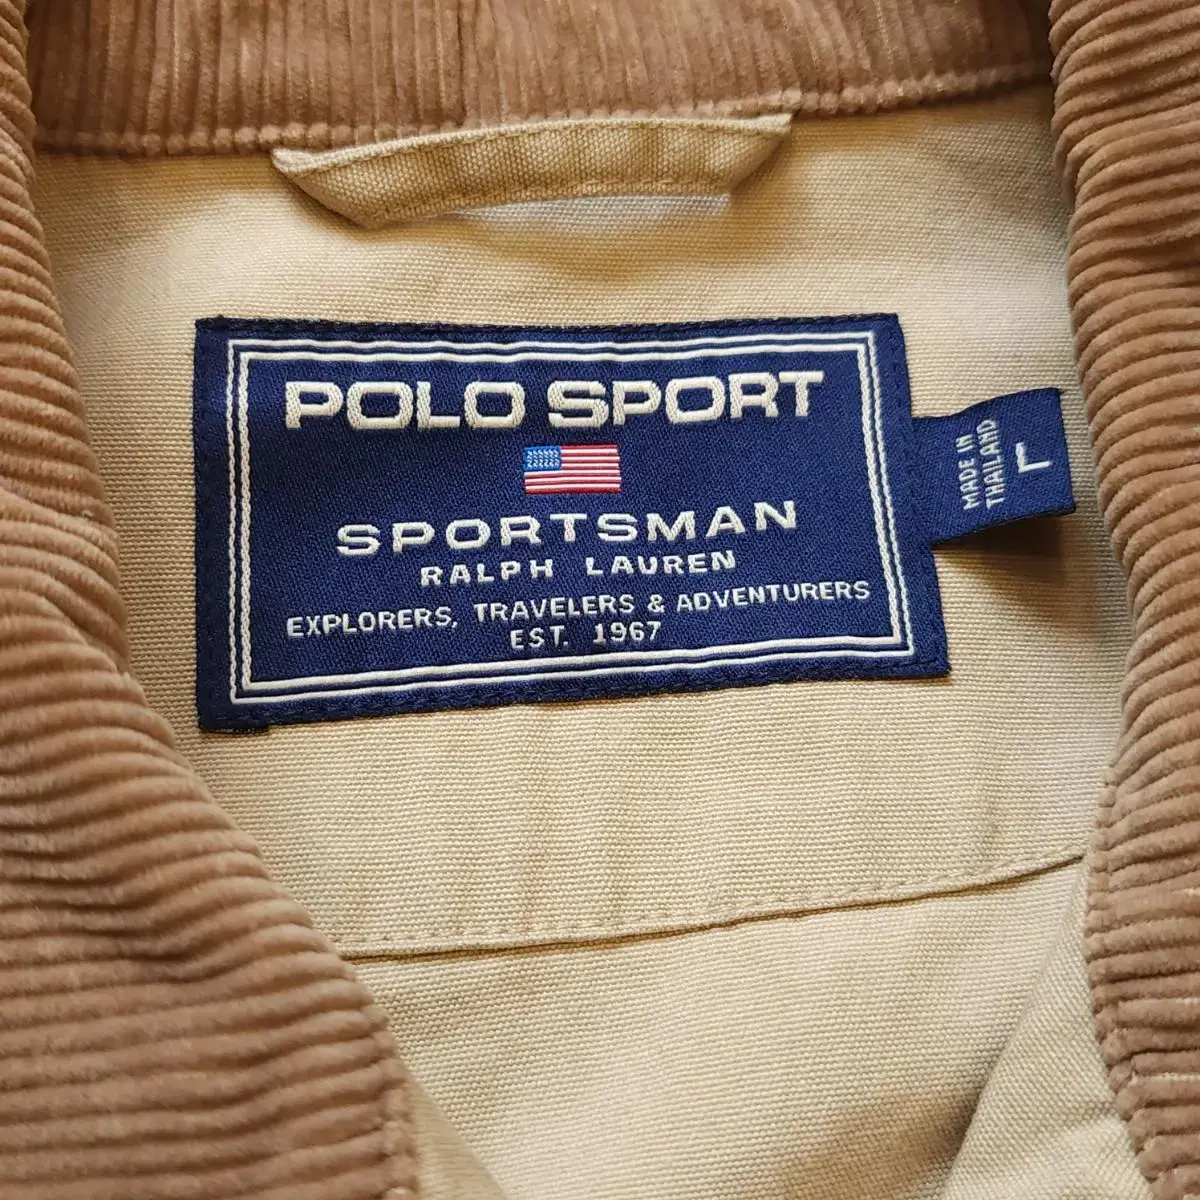 POLO SPORT
SPORTSMAN
RALPH LAUREN
EXPLORERS, TRAVELERS & ADVENTURERS
EST. 1967
MADE IN
THAILAND
L